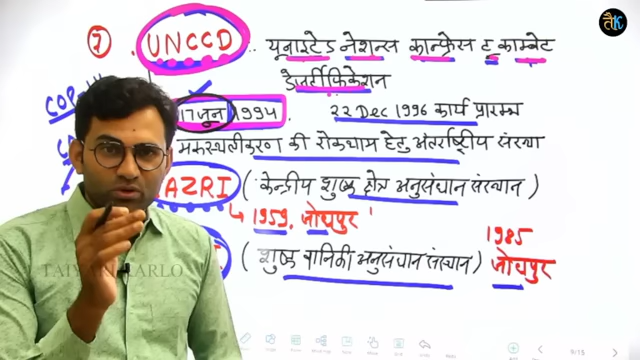 7 UNCCD .. यूनाइटेड नेशन्स कान्फ्रेंस टू काम्बेट
डेजर्टीफिकेशन
COP
17 जून 1994. 22 Dec 1996 कार्य प्रारम्भ
मरूस्थलीकरण की रोकथाम हेतु अंतर्राष्ट्रीय संस्था
AZRI (केन्द्रीय शुष्क क्षेत्र अनुसंधान संस्थान)
↳ 1959, जोधपुर
1985
(शुष्क वानिकी अनुसंधान संस्थान) जोधपुर